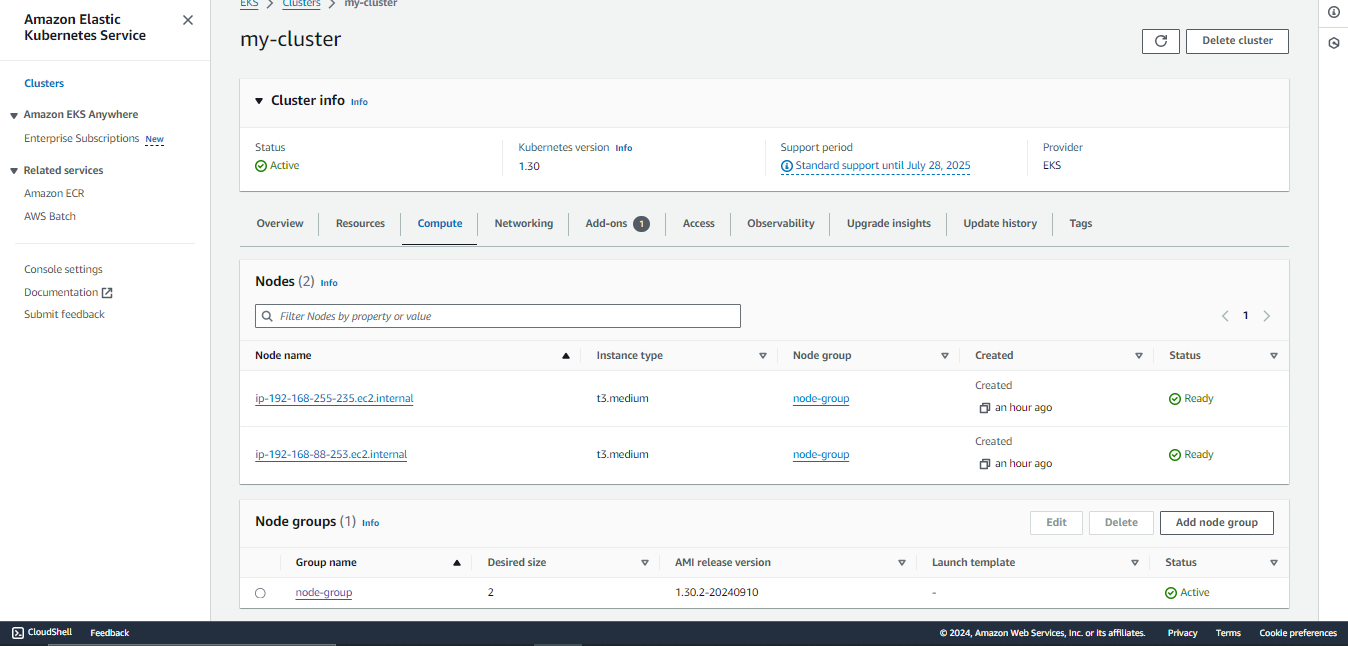 Amazon Elastic
Kubernetes Service
Clusters
Amazon EKS Anywhere
Enterprise Subscriptions New
Related services
Amazon ECR
AWS Batch
Console settings
Documentation
Submit feedback
EKS Clusters my-cluster
my-cluster
Delete cluster
Cluster info Info
Status
Active
Kubernetes version Info
1.30
Support period
Standard support until July 28, 2025
Provider
EKS
Overview Resources Compute Networking Add-ons 1 Access Observability Upgrade insights Update history Tags
Nodes (2) Info
Filter Nodes by property or value
1
Node name Instance type Node group Created Status
Created
ip-192-168-255-235.ec2.internal t3.medium node-group an hour ago Ready
Created
ip-192-168-88-253.ec2.internal t3.medium node-group an hour ago Ready
Node groups (1) Info
Edit Delete Add node group
Group name Desired size AMI release version Launch template Status
node-group 2 1.30.2-20240910 - Active
CloudShell Feedback © 2024, Amazon Web Services, Inc. or its affiliates. Privacy Terms Cookie preferences